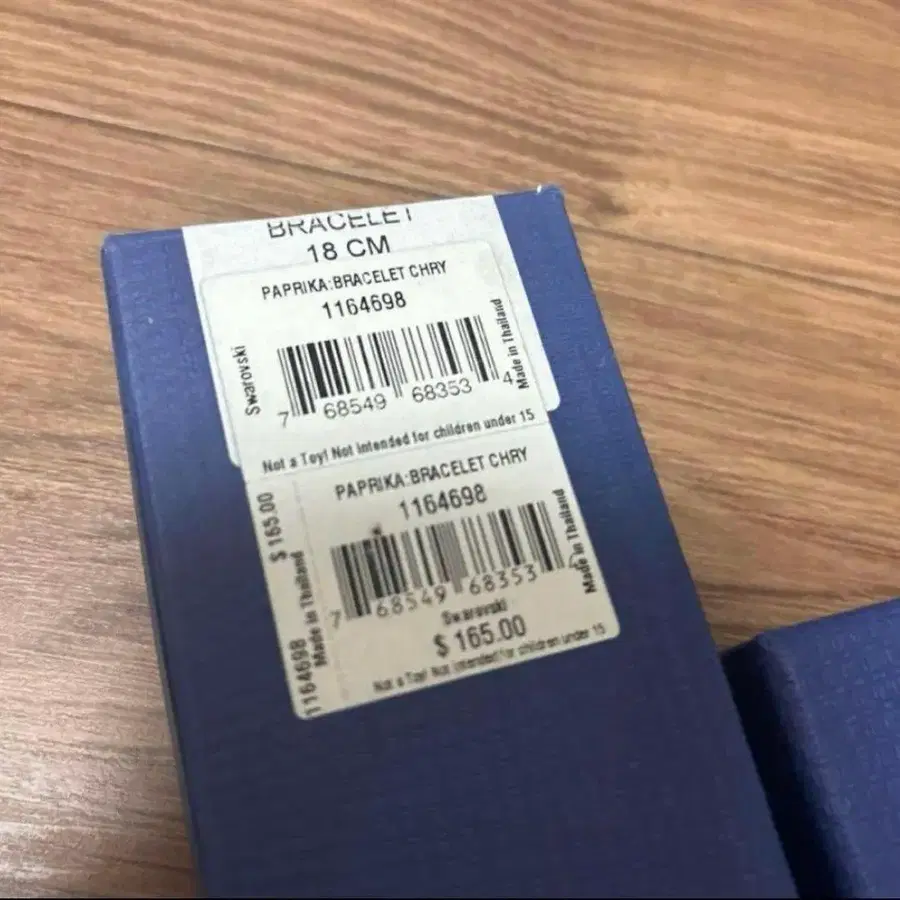 BRACELET
18 CM
PAPRIKA:BRACELET CHRY
1164698
Swarovski
Made in Thailand
7 68549 68353 4
Not a Toy! Not intended for children under 15
PAPRIKA:BRACELET CHRY
1164698
$ 165.00
1164698
Made in Thailand
Made in Thailand
7 68549 68353 4
Swarovski
$ 165.00
Not a Toy! Not intended for children under 15